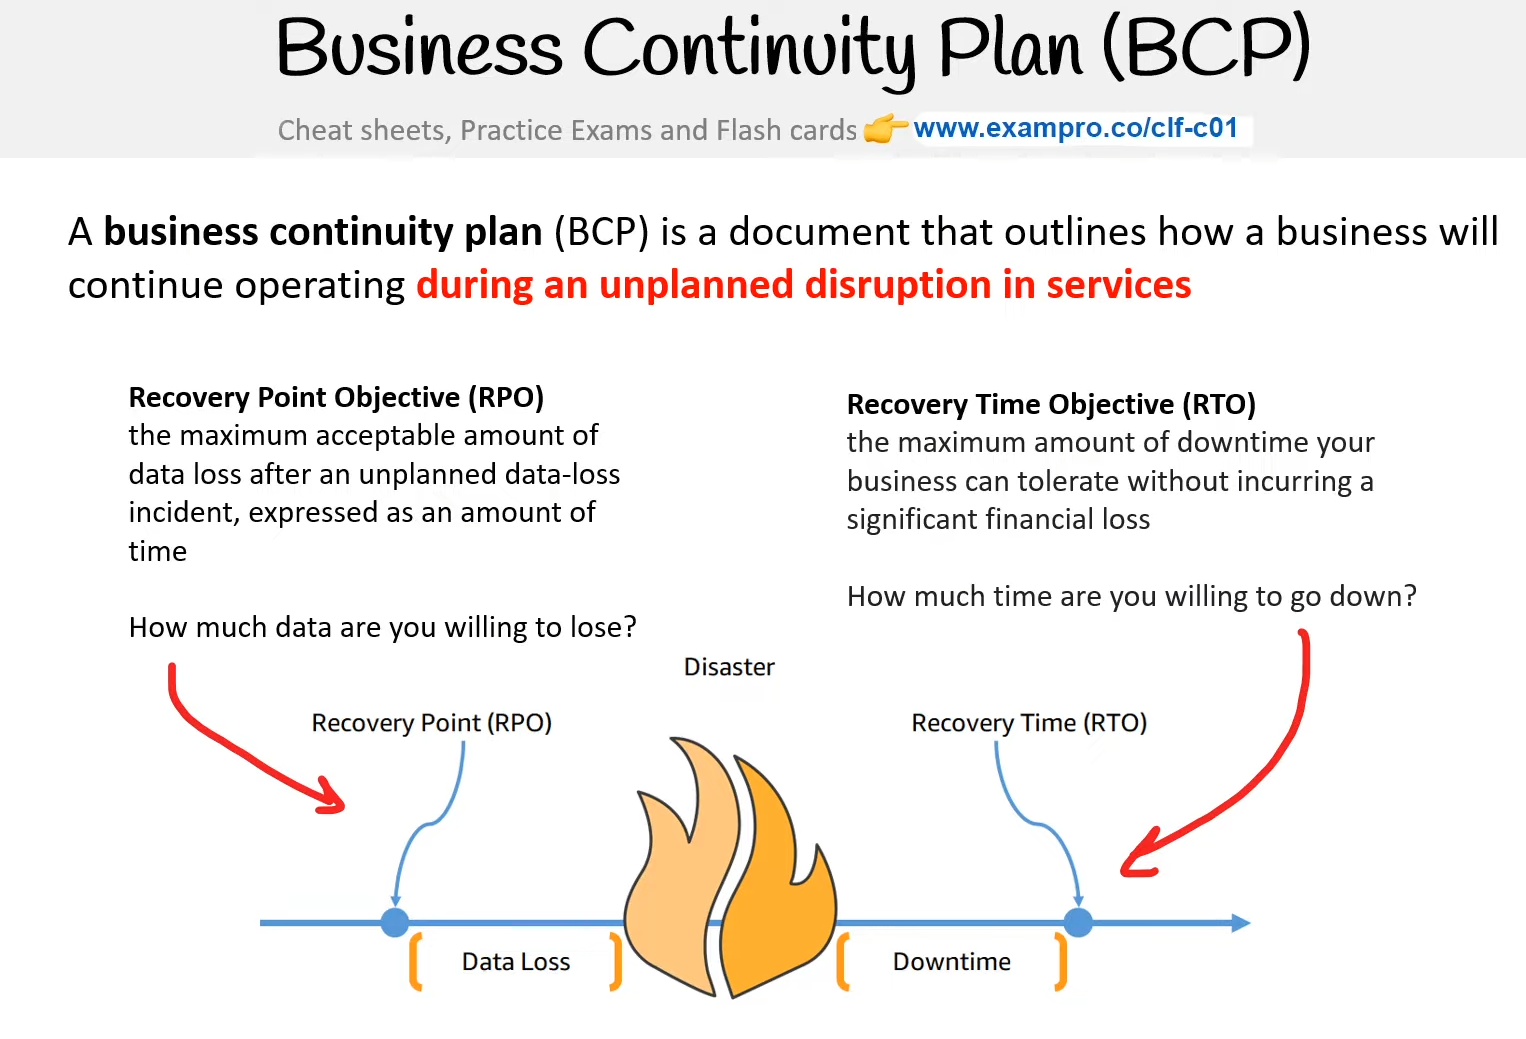 Business Continuity Plan (BCP)
Cheat sheets, Practice Exams and Flash cards 👉 www.exampro.co/clf-c01
A business continuity plan (BCP) is a document that outlines how a business will
continue operating during an unplanned disruption in services
Recovery Point Objective (RPO)
the maximum acceptable amount of
data loss after an unplanned data-loss
incident, expressed as an amount of
time
How much data are you willing to lose?
Recovery Time Objective (RTO)
the maximum amount of downtime your
business can tolerate without incurring a
significant financial loss
How much time are you willing to go down?
Disaster
Recovery Point (RPO)
Recovery Time (RTO)
Data Loss
Downtime